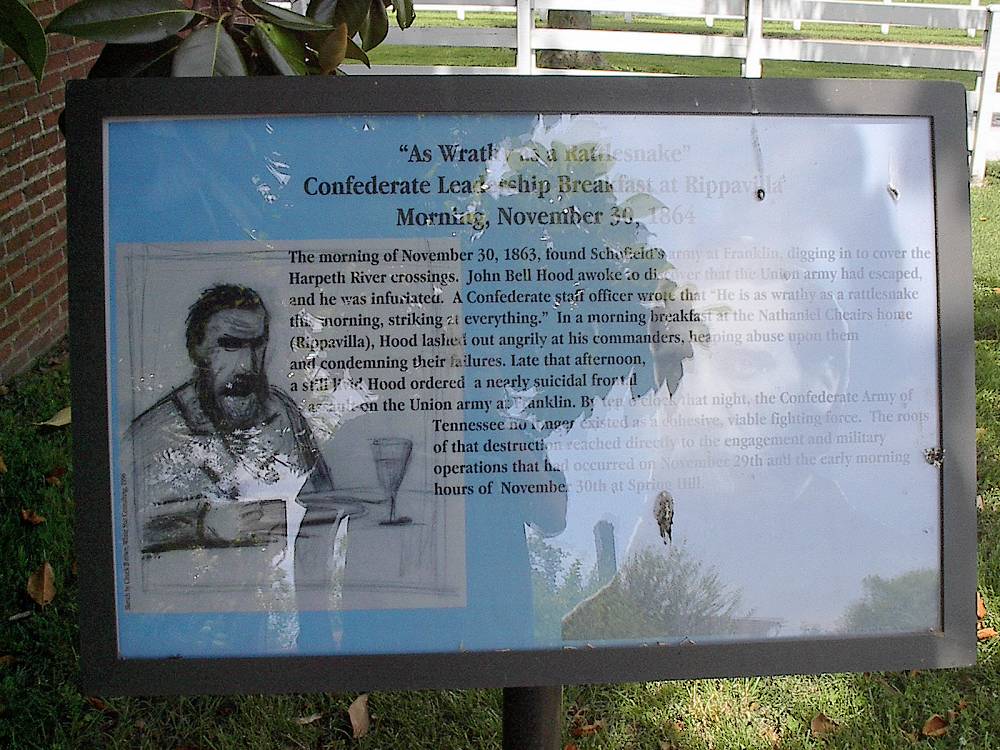 “As Wrathy as a Rattlesnake”
Confederate Leadership Breakfast at Rippavilla
Morning, November 30, 1864
The morning of November 30, 1863, found Schofield's army at Franklin, digging in to cover the
Harpeth River crossings. John Bell Hood awoke to discover that the Union army had escaped,
and he was infuriated. A Confederate staff officer wrote that “He is as wrathy as a rattlesnake
this morning, striking at everything.” In a morning breakfast at the Nathaniel Cheairs home
(Rippavilla), Hood lashed out angrily at his commanders, heaping abuse upon them
and condemning their failures. Late that afternoon,
a still livid Hood ordered a nearly suicidal frontal
assault on the Union army at Franklin. By ten o'clock that night, the Confederate Army of
Tennessee no longer existed as a cohesive, viable fighting force. The roots
of that destruction reached directly to the engagement and military
operations that had occurred on November 29th and the early morning
hours of November 30th at Spring Hill.
Sketch by Chuck